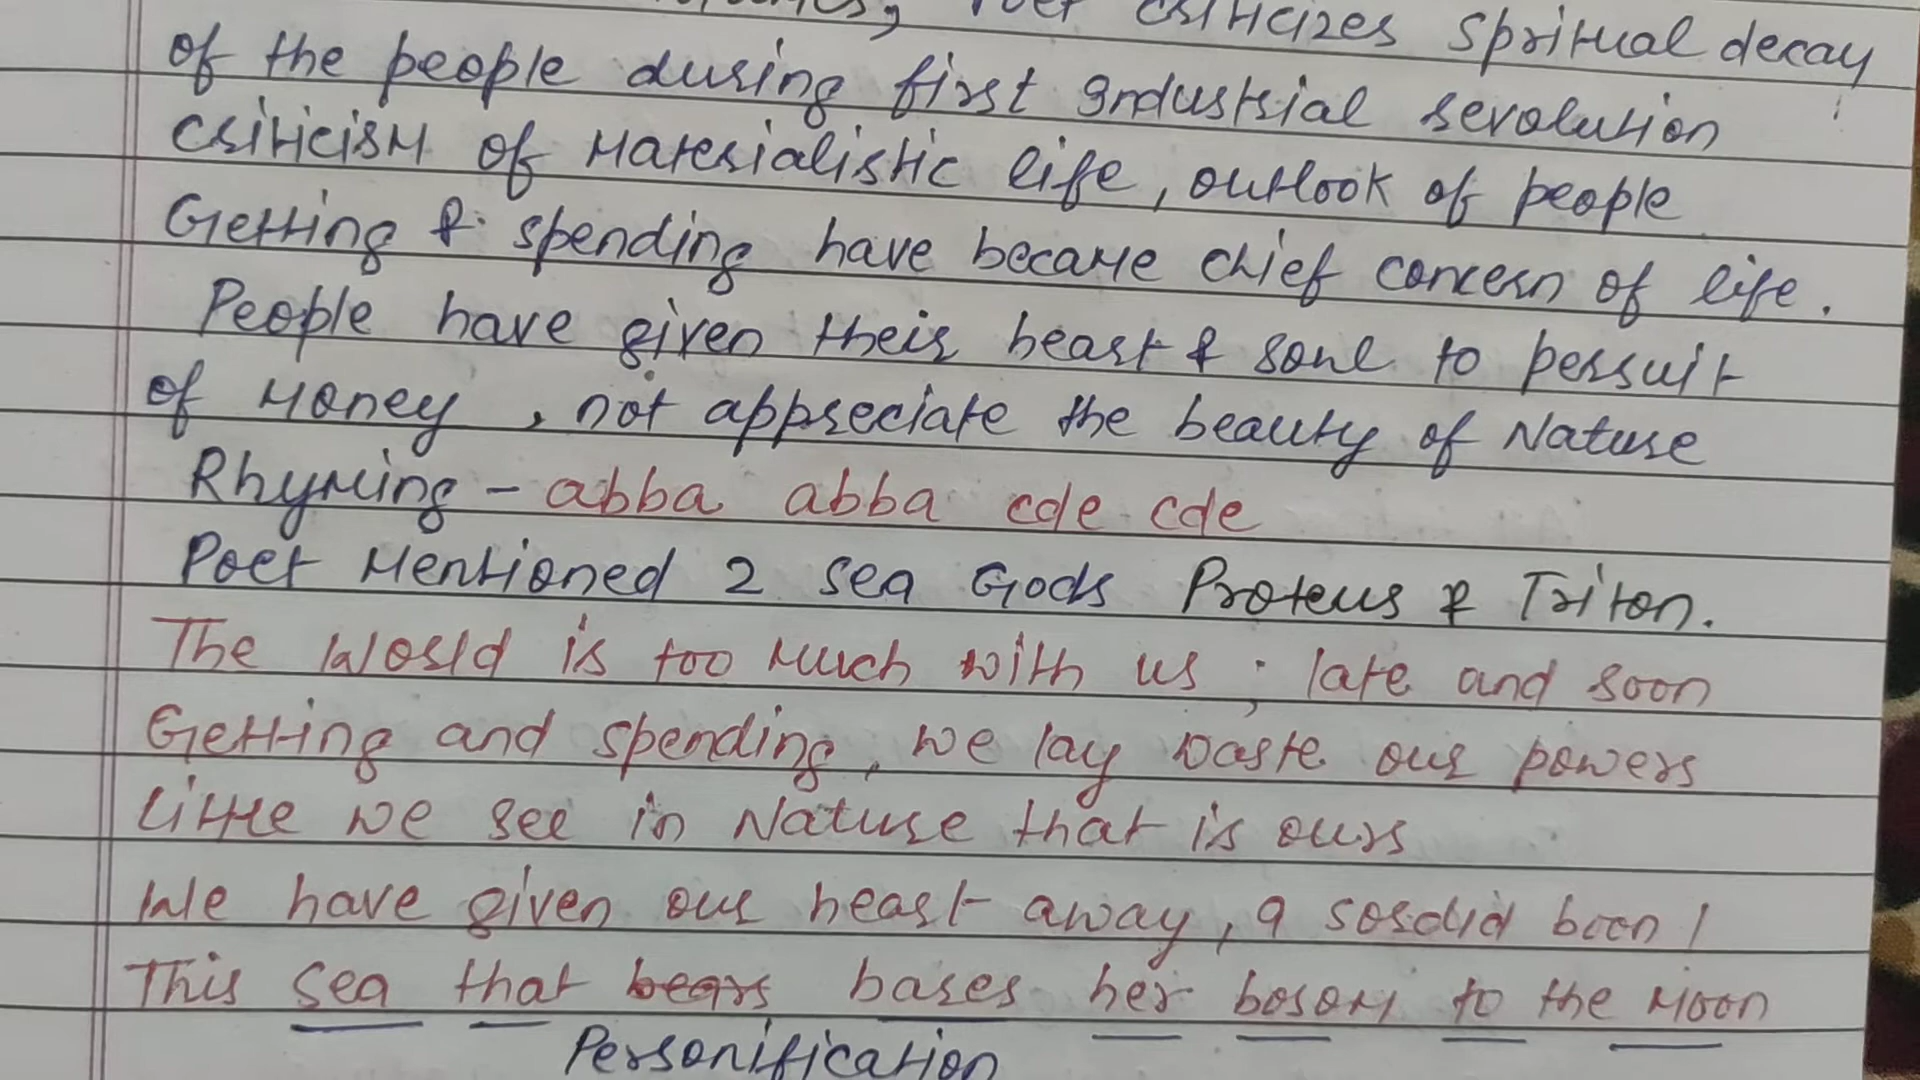 Poet criticizes Spritual decay
of the people during first Industrial revolution
Criticism of Materialistic life, outlook of people
Getting & spending have became chief concern of life.
People have given their heart & soul to persuit
of Money, not appreciate the beauty of Nature
Rhyming - abba abba cde cde
Poet Mentioned 2 sea Gods Proteus & Triton.
The World is too Much with us ; late and soon
Getting and spending, we lay waste our powers
Little we see in Nature that is ours
We have given our heart away, a sordid boon !
This sea that bears bares her bosom to the Moon
Personification